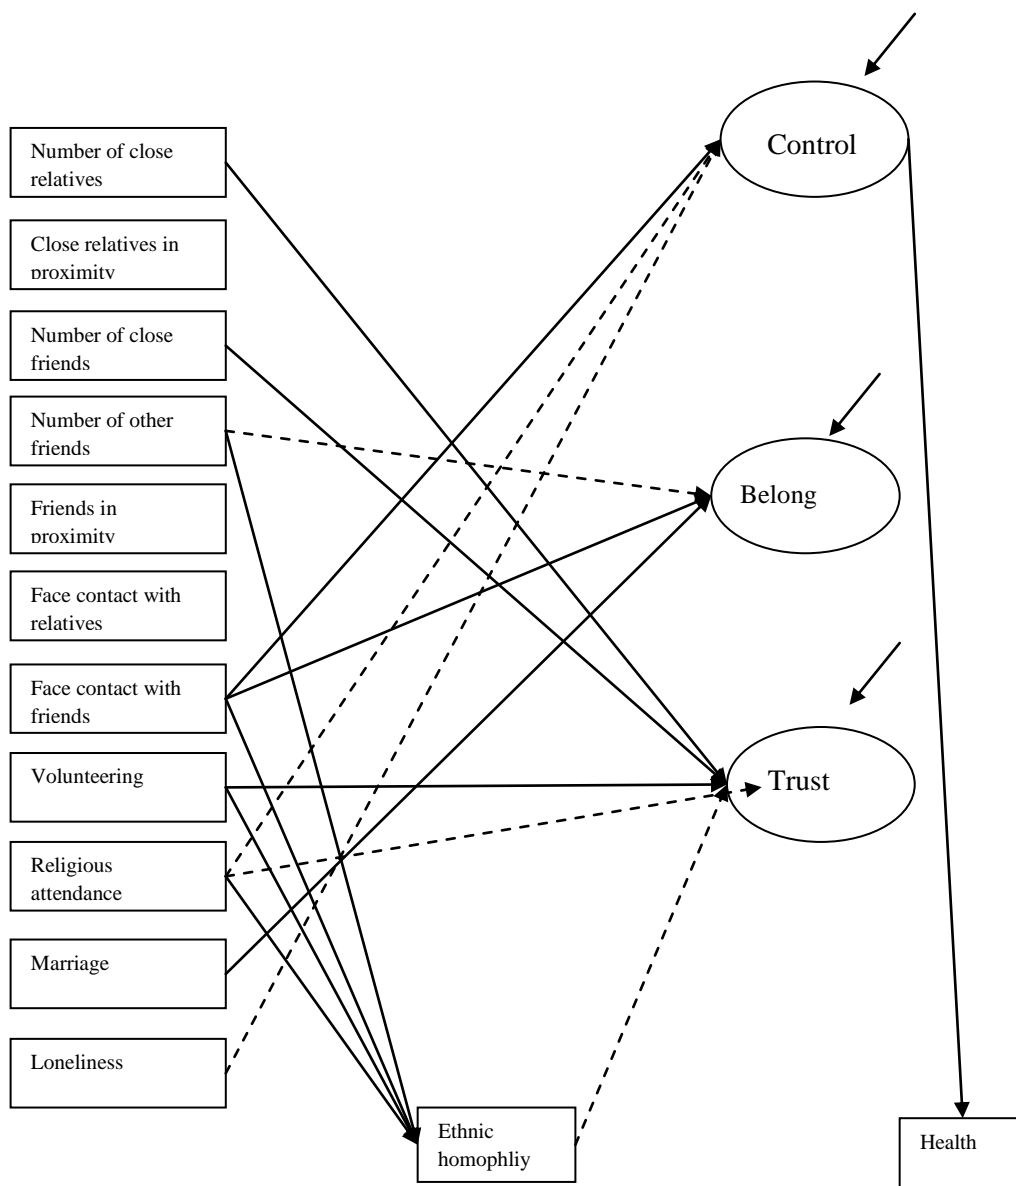 Control
Number of close
relatives
Close relatives in
proximity
Number of close
friends
Number of other
friends
Belong
Friends in
proximity
Face contact with
relatives
Face contact with
friends
Volunteering
Trust
Religious
attendance
Marriage
Loneliness
Ethnic
homophliy
Health